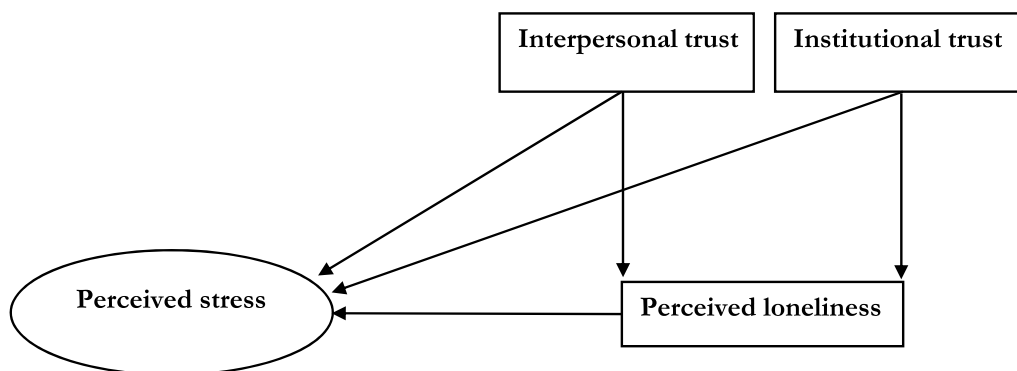 Interpersonal trust
Institutional trust
Perceived stress
Perceived loneliness